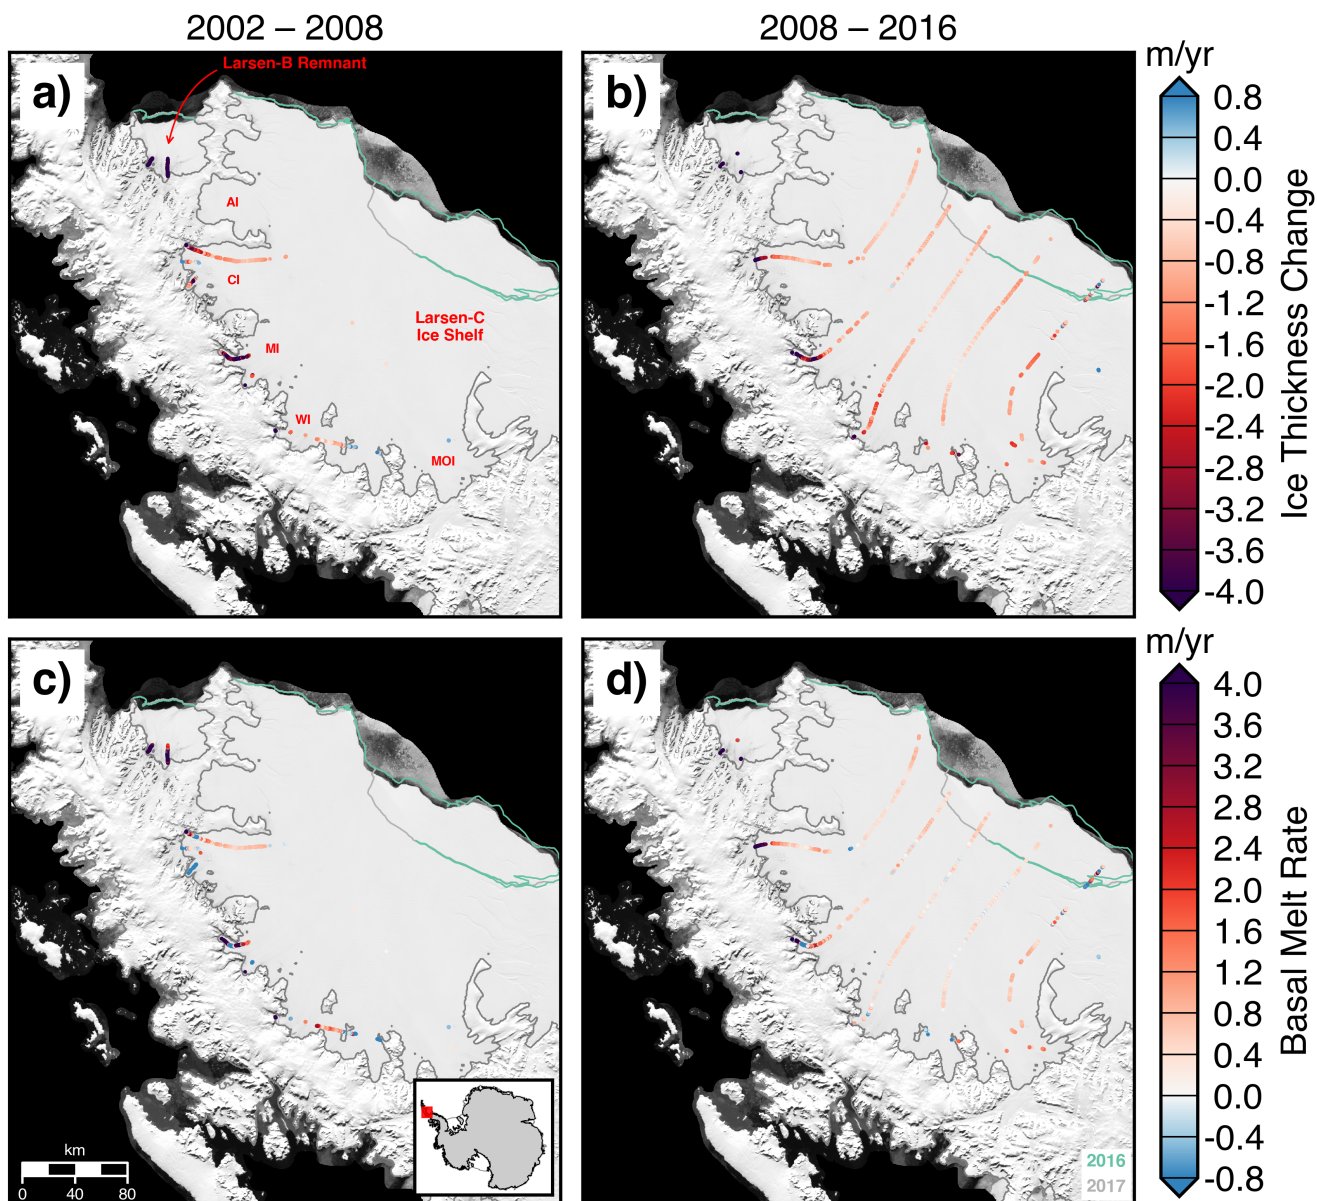 2002 – 2008
2008 – 2016
m/yr
a)
Larsen-B Remnant
AI
CI
MI
WI
Larsen-C
Ice Shelf
MOI
b)
0.8
0.4
0.0
-0.4
-0.8
-1.2
-1.6
-2.0
-2.4
-2.8
-3.2
-3.6
-4.0
Ice Thickness Change
m/yr
c)
km
0 40 80
d)
2016
2017
4.0
3.6
3.2
2.8
2.4
2.0
1.6
1.2
0.8
0.4
0.0
-0.4
-0.8
Basal Melt Rate